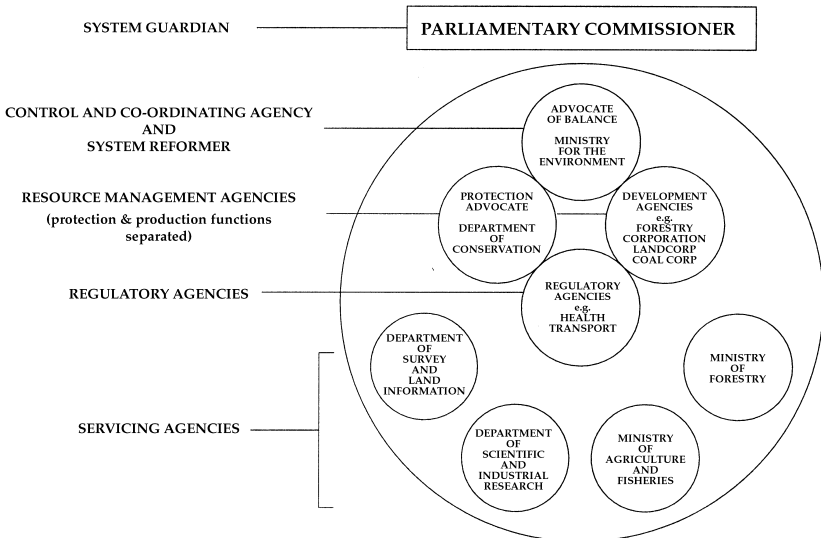 SYSTEM GUARDIAN
PARLIAMENTARY COMMISSIONER
CONTROL AND CO-ORDINATING AGENCY
AND
SYSTEM REFORMER
ADVOCATE
OF BALANCE
MINISTRY
FOR THE
ENVIRONMENT
RESOURCE MANAGEMENT AGENCIES
(protection & production functions
separated)
PROTECTION
ADVOCATE
DEPARTMENT
OF
CONSERVATION
DEVELOPMENT
AGENCIES
e.g.
FORESTRY
CORPORATION
LANDCORP
COAL CORP
REGULATORY AGENCIES
REGULATORY
AGENCIES
e.g.
HEALTH
TRANSPORT
SERVICING AGENCIES
DEPARTMENT
OF
SURVEY
AND
LAND
INFORMATION
DEPARTMENT
OF
SCIENTIFIC
AND
INDUSTRIAL
RESEARCH
MINISTRY
OF
AGRICULTURE
AND
FISHERIES
MINISTRY
OF
FORESTRY